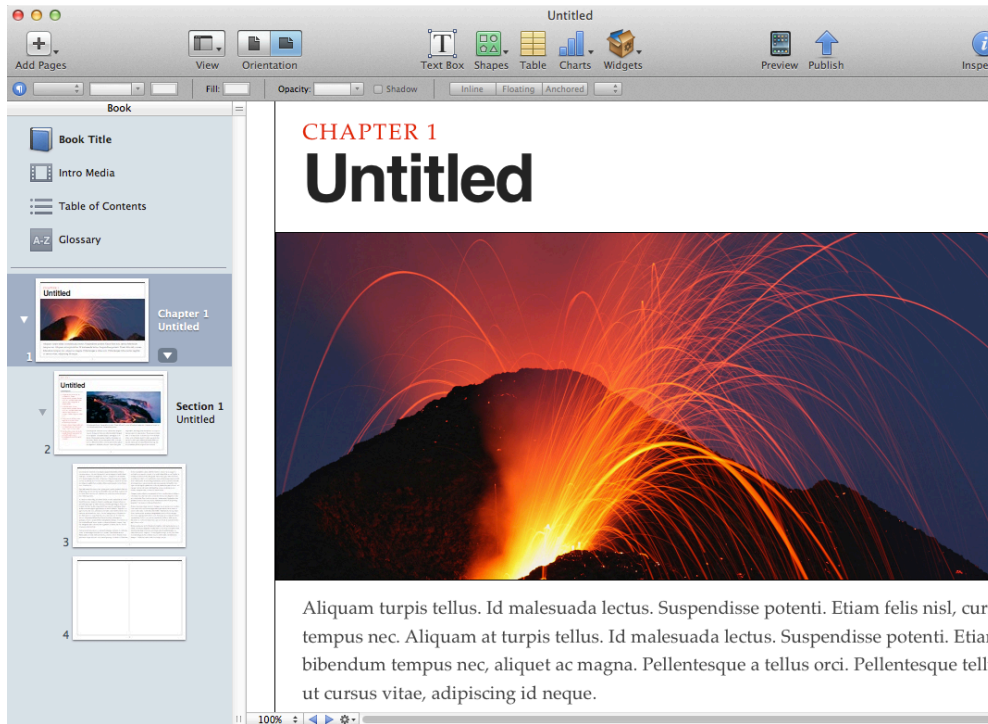 Untitled
Add Pages
View
Orientation
T
Text Box
Shapes
Table
Charts
Widgets
Preview
Publish
Inspe
Fill:
Opacity:
Shadow
Inline
Floating
Anchored
Book
Book Title
Intro Media
Table of Contents
A-Z
Glossary
Untitled
Chapter 1
Untitled
1
Untitled
Section 1
Untitled
2
3
4
CHAPTER 1
Untitled
Aliquam turpis tellus. Id malesuada lectus. Suspendisse potenti. Etiam felis nisl, cur
tempus nec. Aliquam at turpis tellus. Id malesuada lectus. Suspendisse potenti. Etiam
bibendum tempus nec, aliquet ac magna. Pellentesque a tellus orci. Pellentesque tell
ut cursus vitae, adipiscing id neque.
100%